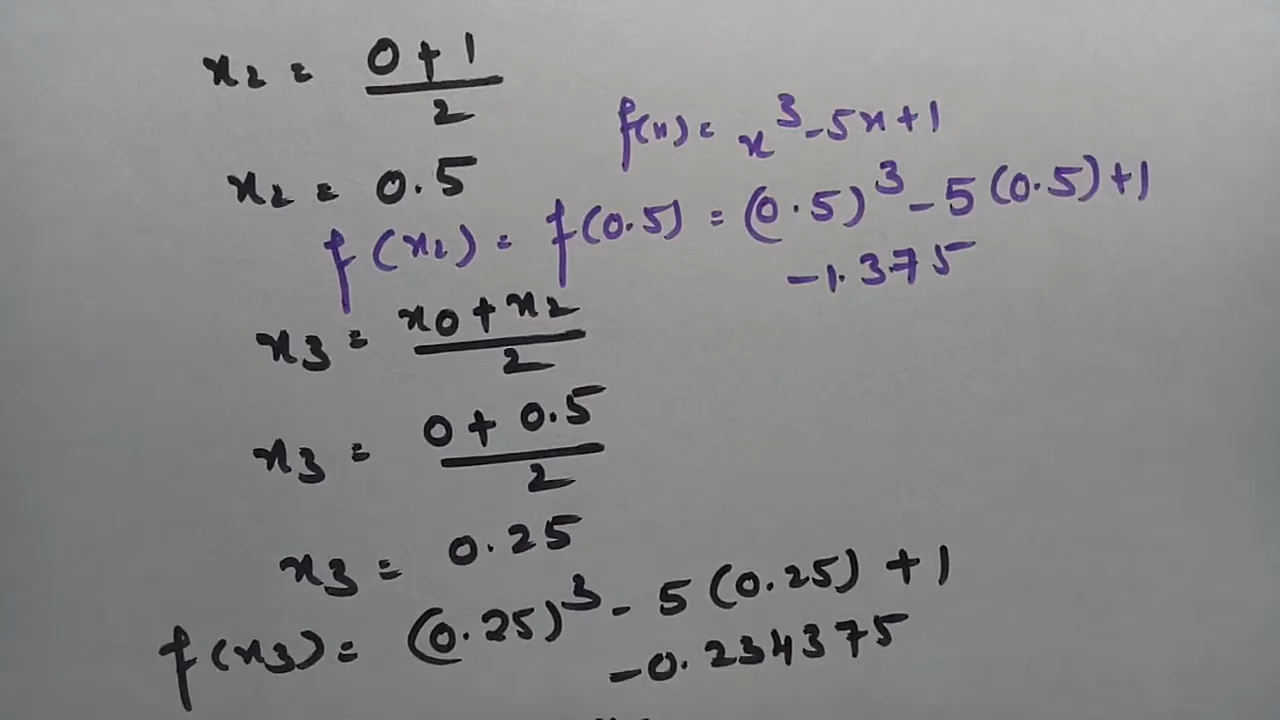 x₂ = (0 + 1)/2
f(x) = x³ - 5x + 1
x₂ = 0.5
f(x₂) = f(0.5) = (0.5)³ - 5(0.5) + 1
-1.375
x₃ = (x0 + x₂)/2
x₃ = (0 + 0.5)/2
x₃ = 0.25
f(x₃) = (0.25)³ - 5(0.25) + 1
-0.234375